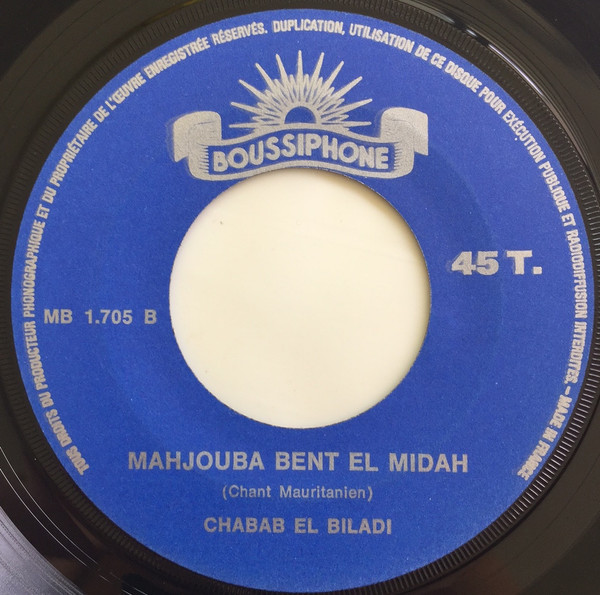 TOUS DROITS DU PRODUCTEUR PHONOGRAPHIQUE ET DU PROPRIÉTAIRE DE L'ŒUVRE ENREGISTRÉE RÉSERVÉS. DUPLICATION, UTILISATION DE CE DISQUE POUR EXÉCUTION PUBLIQUE ET RADIODIFFUSION INTERDITES. - MADE IN FRANCE
BOUSSIPHONE
45 T.
MB 1.705 B
MAHJOUBA BENT EL MIDAH
(Chant Mauritanien)
CHABAB EL BILADI